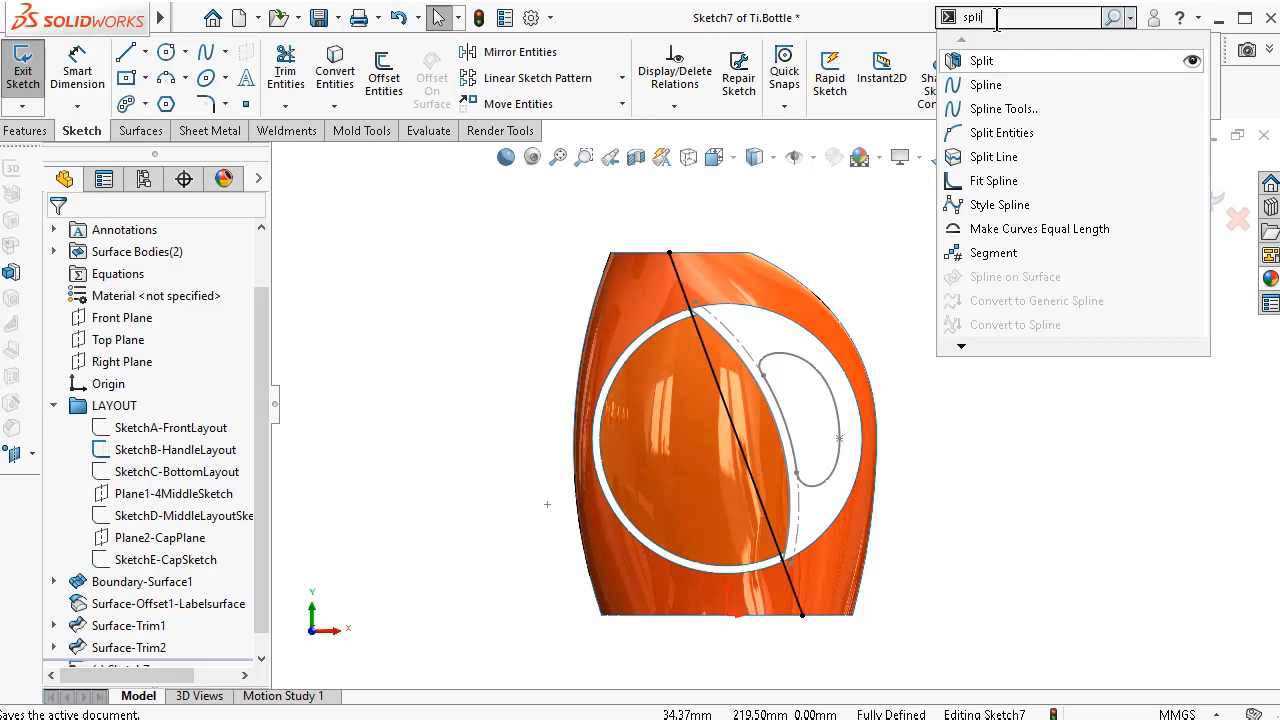 SOLIDWORKS
Sketch7 of Ti.Bottle *
spli
Exit Sketch
Smart Dimension
Trim Entities
Convert Entities
Offset Entities
Offset On Surface
Mirror Entities
Linear Sketch Pattern
Move Entities
Display/Delete Relations
Repair Sketch
Quick Snaps
Rapid Sketch
Instant2D
Features
Sketch
Surfaces
Sheet Metal
Weldments
Mold Tools
Evaluate
Render Tools
Split
Spline
Spline Tools..
Split Entities
Split Line
Fit Spline
Style Spline
Make Curves Equal Length
Segment
Spline on Surface
Convert to Generic Spline
Convert to Spline
Annotations
Surface Bodies(2)
Equations
Material <not specified>
Front Plane
Top Plane
Right Plane
Origin
LAYOUT
SketchA-FrontLayout
SketchB-HandleLayout
SketchC-BottomLayout
Plane1-4MiddleSketch
SketchD-MiddleLayoutSke
Plane2-CapPlane
SketchE-CapSketch
Boundary-Surface1
Surface-Offset1-Labelsurface
Surface-Trim1
Surface-Trim2
Y
X
Model
3D Views
Motion Study 1
Saves the active document.
34.37mm
219.50mm 0.00mm
Fully Defined
Editing Sketch7
MMGS